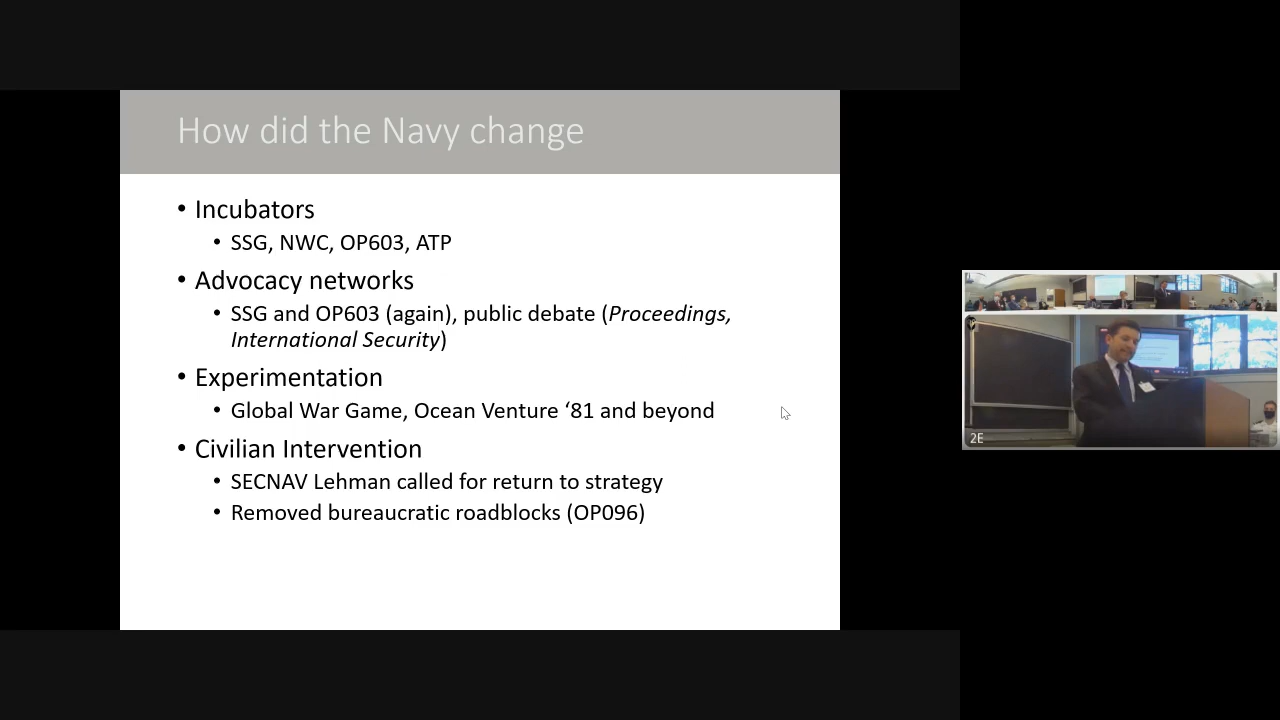 How did the Navy change
• Incubators
• SSG, NWC, OP603, ATP
• Advocacy networks
• SSG and OP603 (again), public debate (Proceedings,
International Security)
• Experimentation
• Global War Game, Ocean Venture ‘81 and beyond
• Civilian Intervention
• SECNAV Lehman called for return to strategy
• Removed bureaucratic roadblocks (OP096)
2E